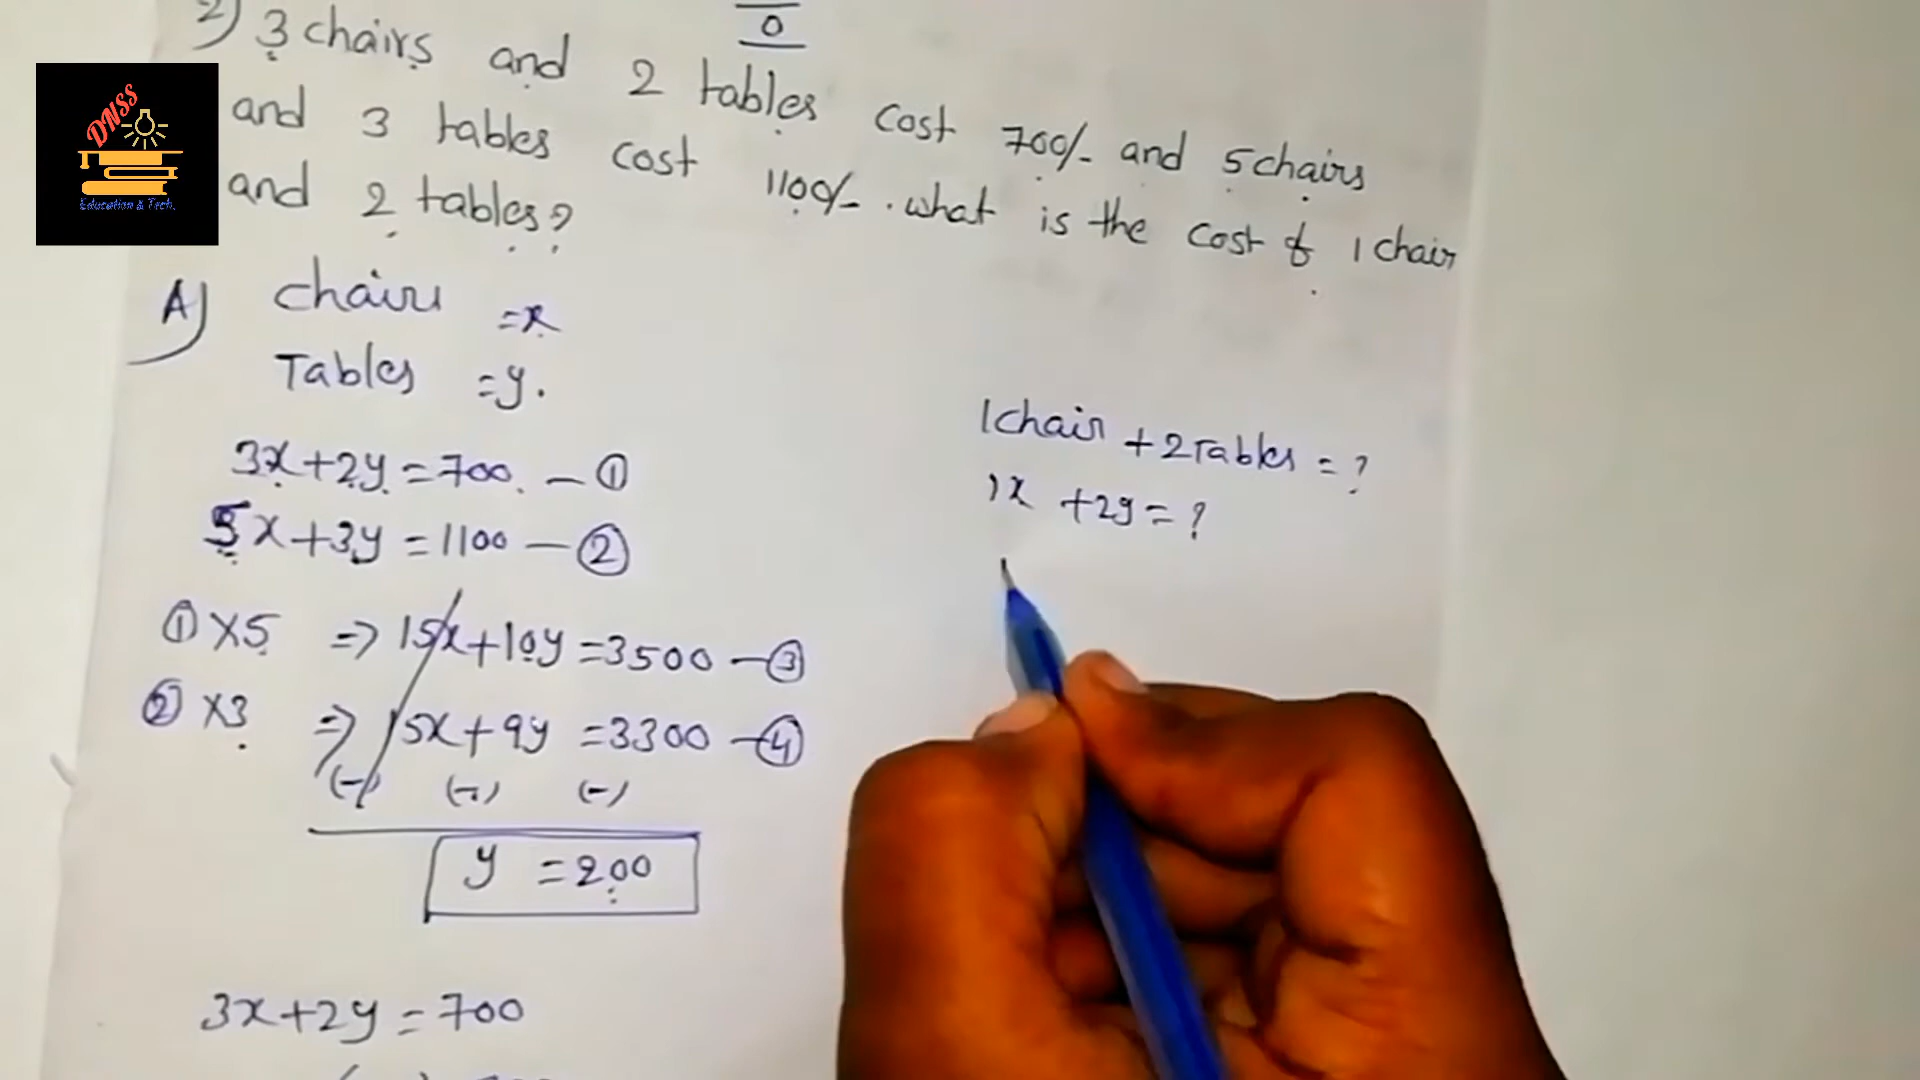 0
2) 3 chairs and 2 tables cost 700/- and 5 chairs
and 3 tables cost 1100/-. what is the cost of 1 chair
and 2 tables?
DNSS
Education & Tech.
A) chairs = x
Tables = y.
3x+2y = 700. — ①
5x+3y = 1100 — ②
① X5 => 15x+10y = 3500 — ③
② X3 => 15x+9y = 3300 — ④
(-) (-) (-)
y = 200
3x+2y = 700
1chair + 2Tables = ?
1x + 2y = ?